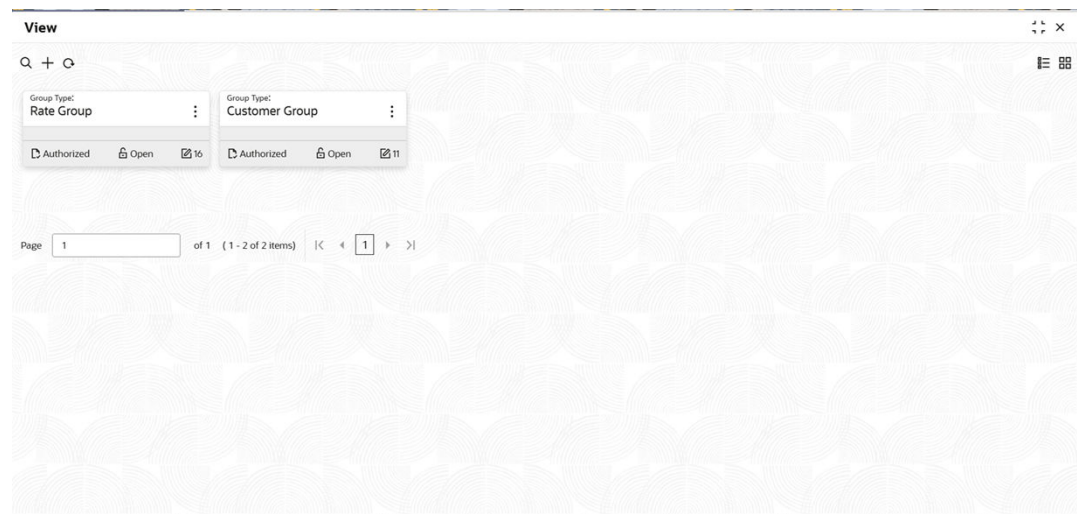 View
Group Type:
Rate Group
Authorized Open 16
Group Type:
Customer Group
Authorized Open 11
Page 1 of 1 ( 1 - 2 of 2 items) 1